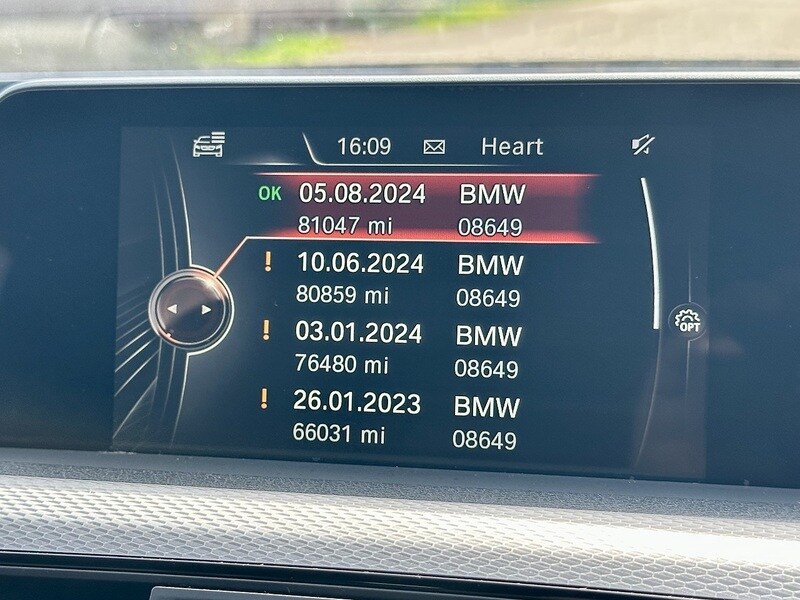 16:09 Heart
OK 05.08.2024 BMW
81047 mi 08649
! 10.06.2024 BMW
80859 mi 08649
! 03.01.2024 BMW
76480 mi 08649
! 26.01.2023 BMW
66031 mi 08649
OPT